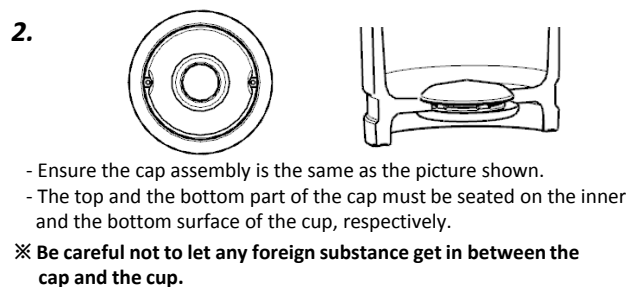 2.
- Ensure the cap assembly is the same as the picture shown.
- The top and the bottom part of the cap must be seated on the inner
and the bottom surface of the cup, respectively.
※ Be careful not to let any foreign substance get in between the
cap and the cup.